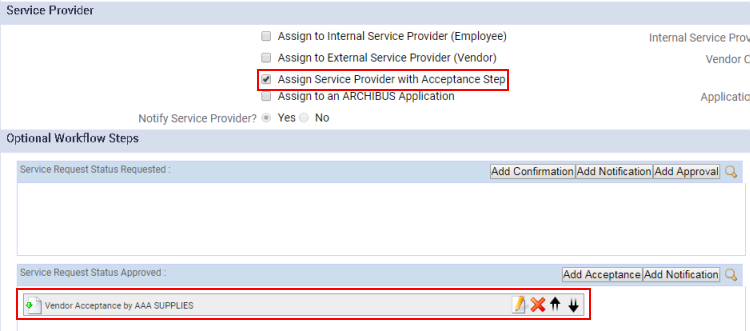 Service Provider
Assign to Internal Service Provider (Employee) Internal Service Prov
Assign to External Service Provider (Vendor) Vendor C
Assign Service Provider with Acceptance Step
Assign to an ARCHIBUS Application Applicatio
Notify Service Provider? Yes No
Optional Workflow Steps
Service Request Status Requested : Add Confirmation Add Notification Add Approval
Service Request Status Approved : Add Acceptance Add Notification
Vendor Acceptance by AAA SUPPLIES